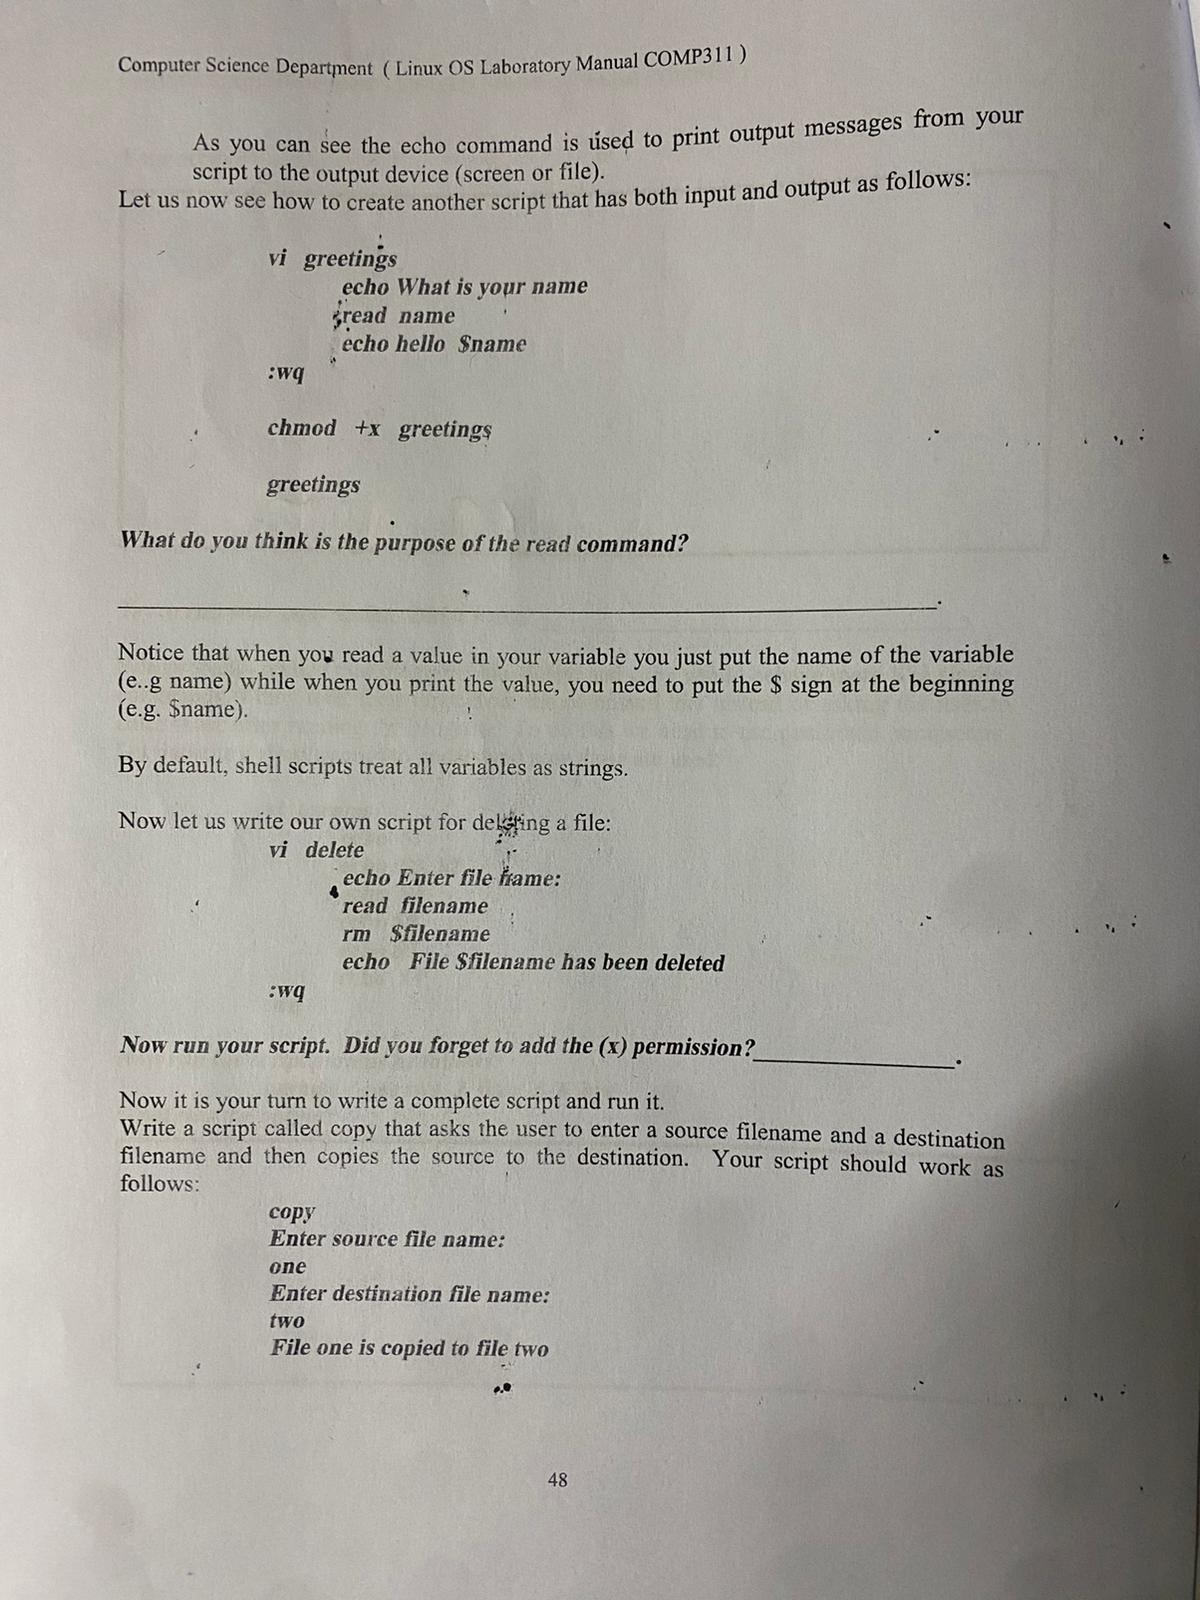 Computer Science Department ( Linux OS Laboratory Manual COMP311 )
As you can see the echo command is used to print output messages from your
script to the output device (screen or file).
Let us now see how to create another script that has both input and output as follows:
vi greetings
echo What is your name
read name
echo hello $name
:wq
chmod +x greetings
greetings
What do you think is the purpose of the read command?
.
Notice that when you read a value in your variable you just put the name of the variable
(e..g name) while when you print the value, you need to put the $ sign at the beginning
(e.g. $name).
By default, shell scripts treat all variables as strings.
Now let us write our own script for deleting a file:
vi delete
echo Enter file name:
read filename
rm $filename
echo File $filename has been deleted
:wq
Now run your script. Did you forget to add the (x) permission?____________.
Now it is your turn to write a complete script and run it.
Write a script called copy that asks the user to enter a source filename and a destination
filename and then copies the source to the destination. Your script should work as
follows:
copy
Enter source file name:
one
Enter destination file name:
two
File one is copied to file two
48